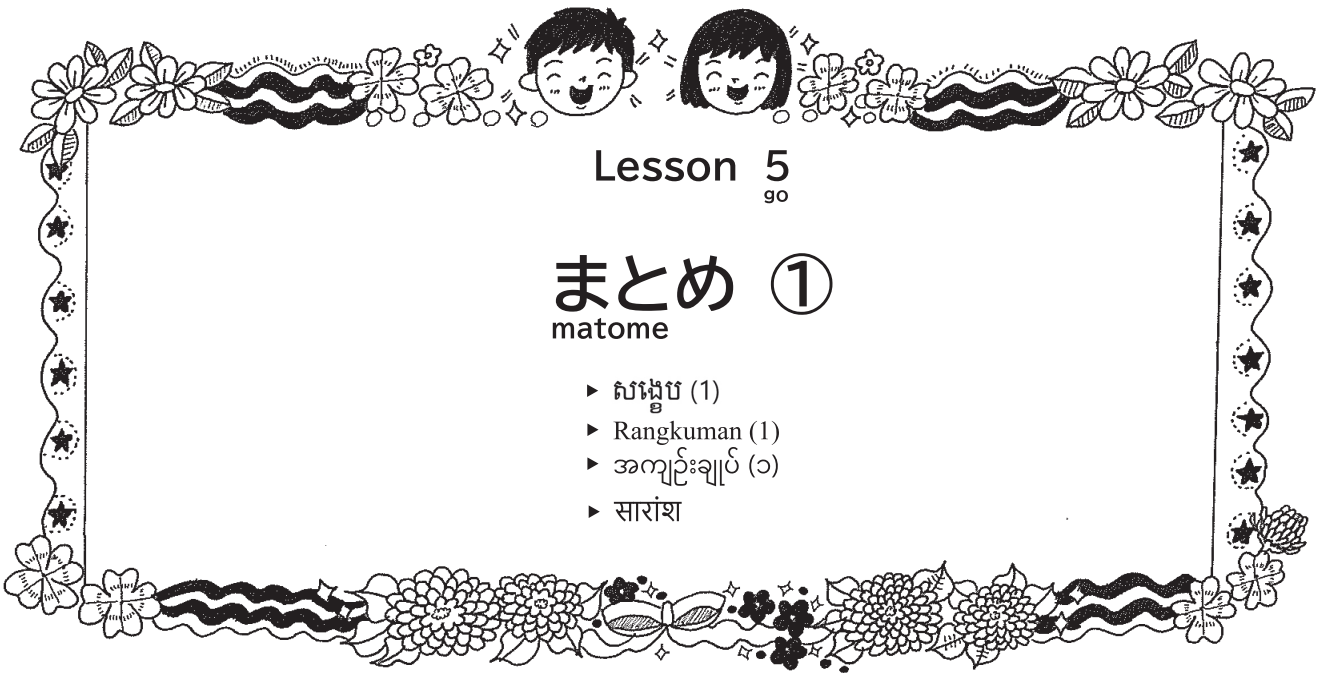 Lesson 5
go
まとめ ①
matome
▶ សង្ខេប (1)
▶ Rangkuman (1)
▶ အကျဉ်းချုပ် (၁)
▶ सारांश